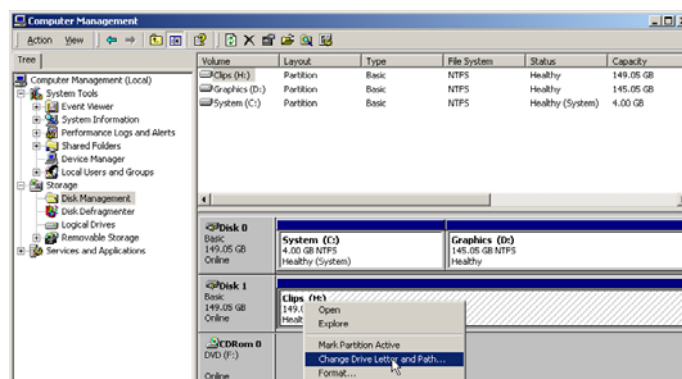 Computer Management
Action View
Tree
Volume Layout Type File System Status Capacity
Clips (H:) Partition Basic NTFS Healthy 149.05 GB
Graphics (D:) Partition Basic NTFS Healthy 145.05 GB
System (C:) Partition Basic NTFS Healthy (System) 4.00 GB
Computer Management (Local)
System Tools
Event Viewer
System Information
Performance Logs and Alerts
Shared Folders
Device Manager
Local Users and Groups
Storage
Disk Management
Disk Defragmenter
Logical Drives
Removable Storage
Services and Applications
Disk 0
Basic
149.05 GB
Online
System (C:)
4.00 GB NTFS
Healthy (System)
Graphics (D:)
145.05 GB NTFS
Healthy
Disk 1
Basic
149.05 GB
Online
Clips (H:)
149.0
Healt
Open
Explore
Mark Partition Active
Change Drive Letter and Path...
Format...
CDRom 0
DVD (F:)
Online